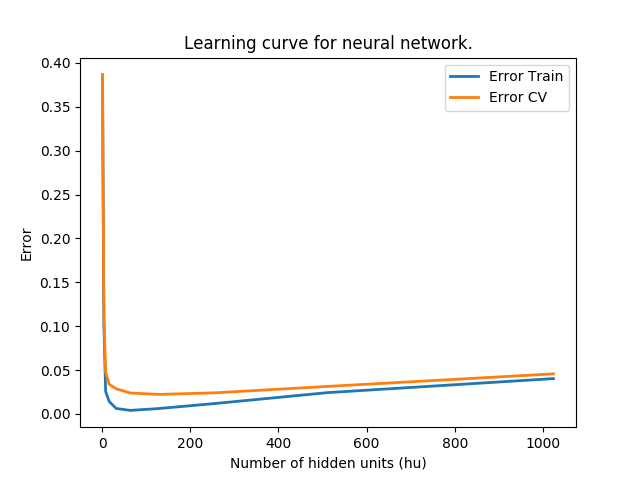 Learning curve for neural network.
Error Train
Error CV
0.40
0.35
0.30
0.25
0.20
0.15
0.10
0.05
0.00
Error
0 200 400 600 800 1000
Number of hidden units (hu)